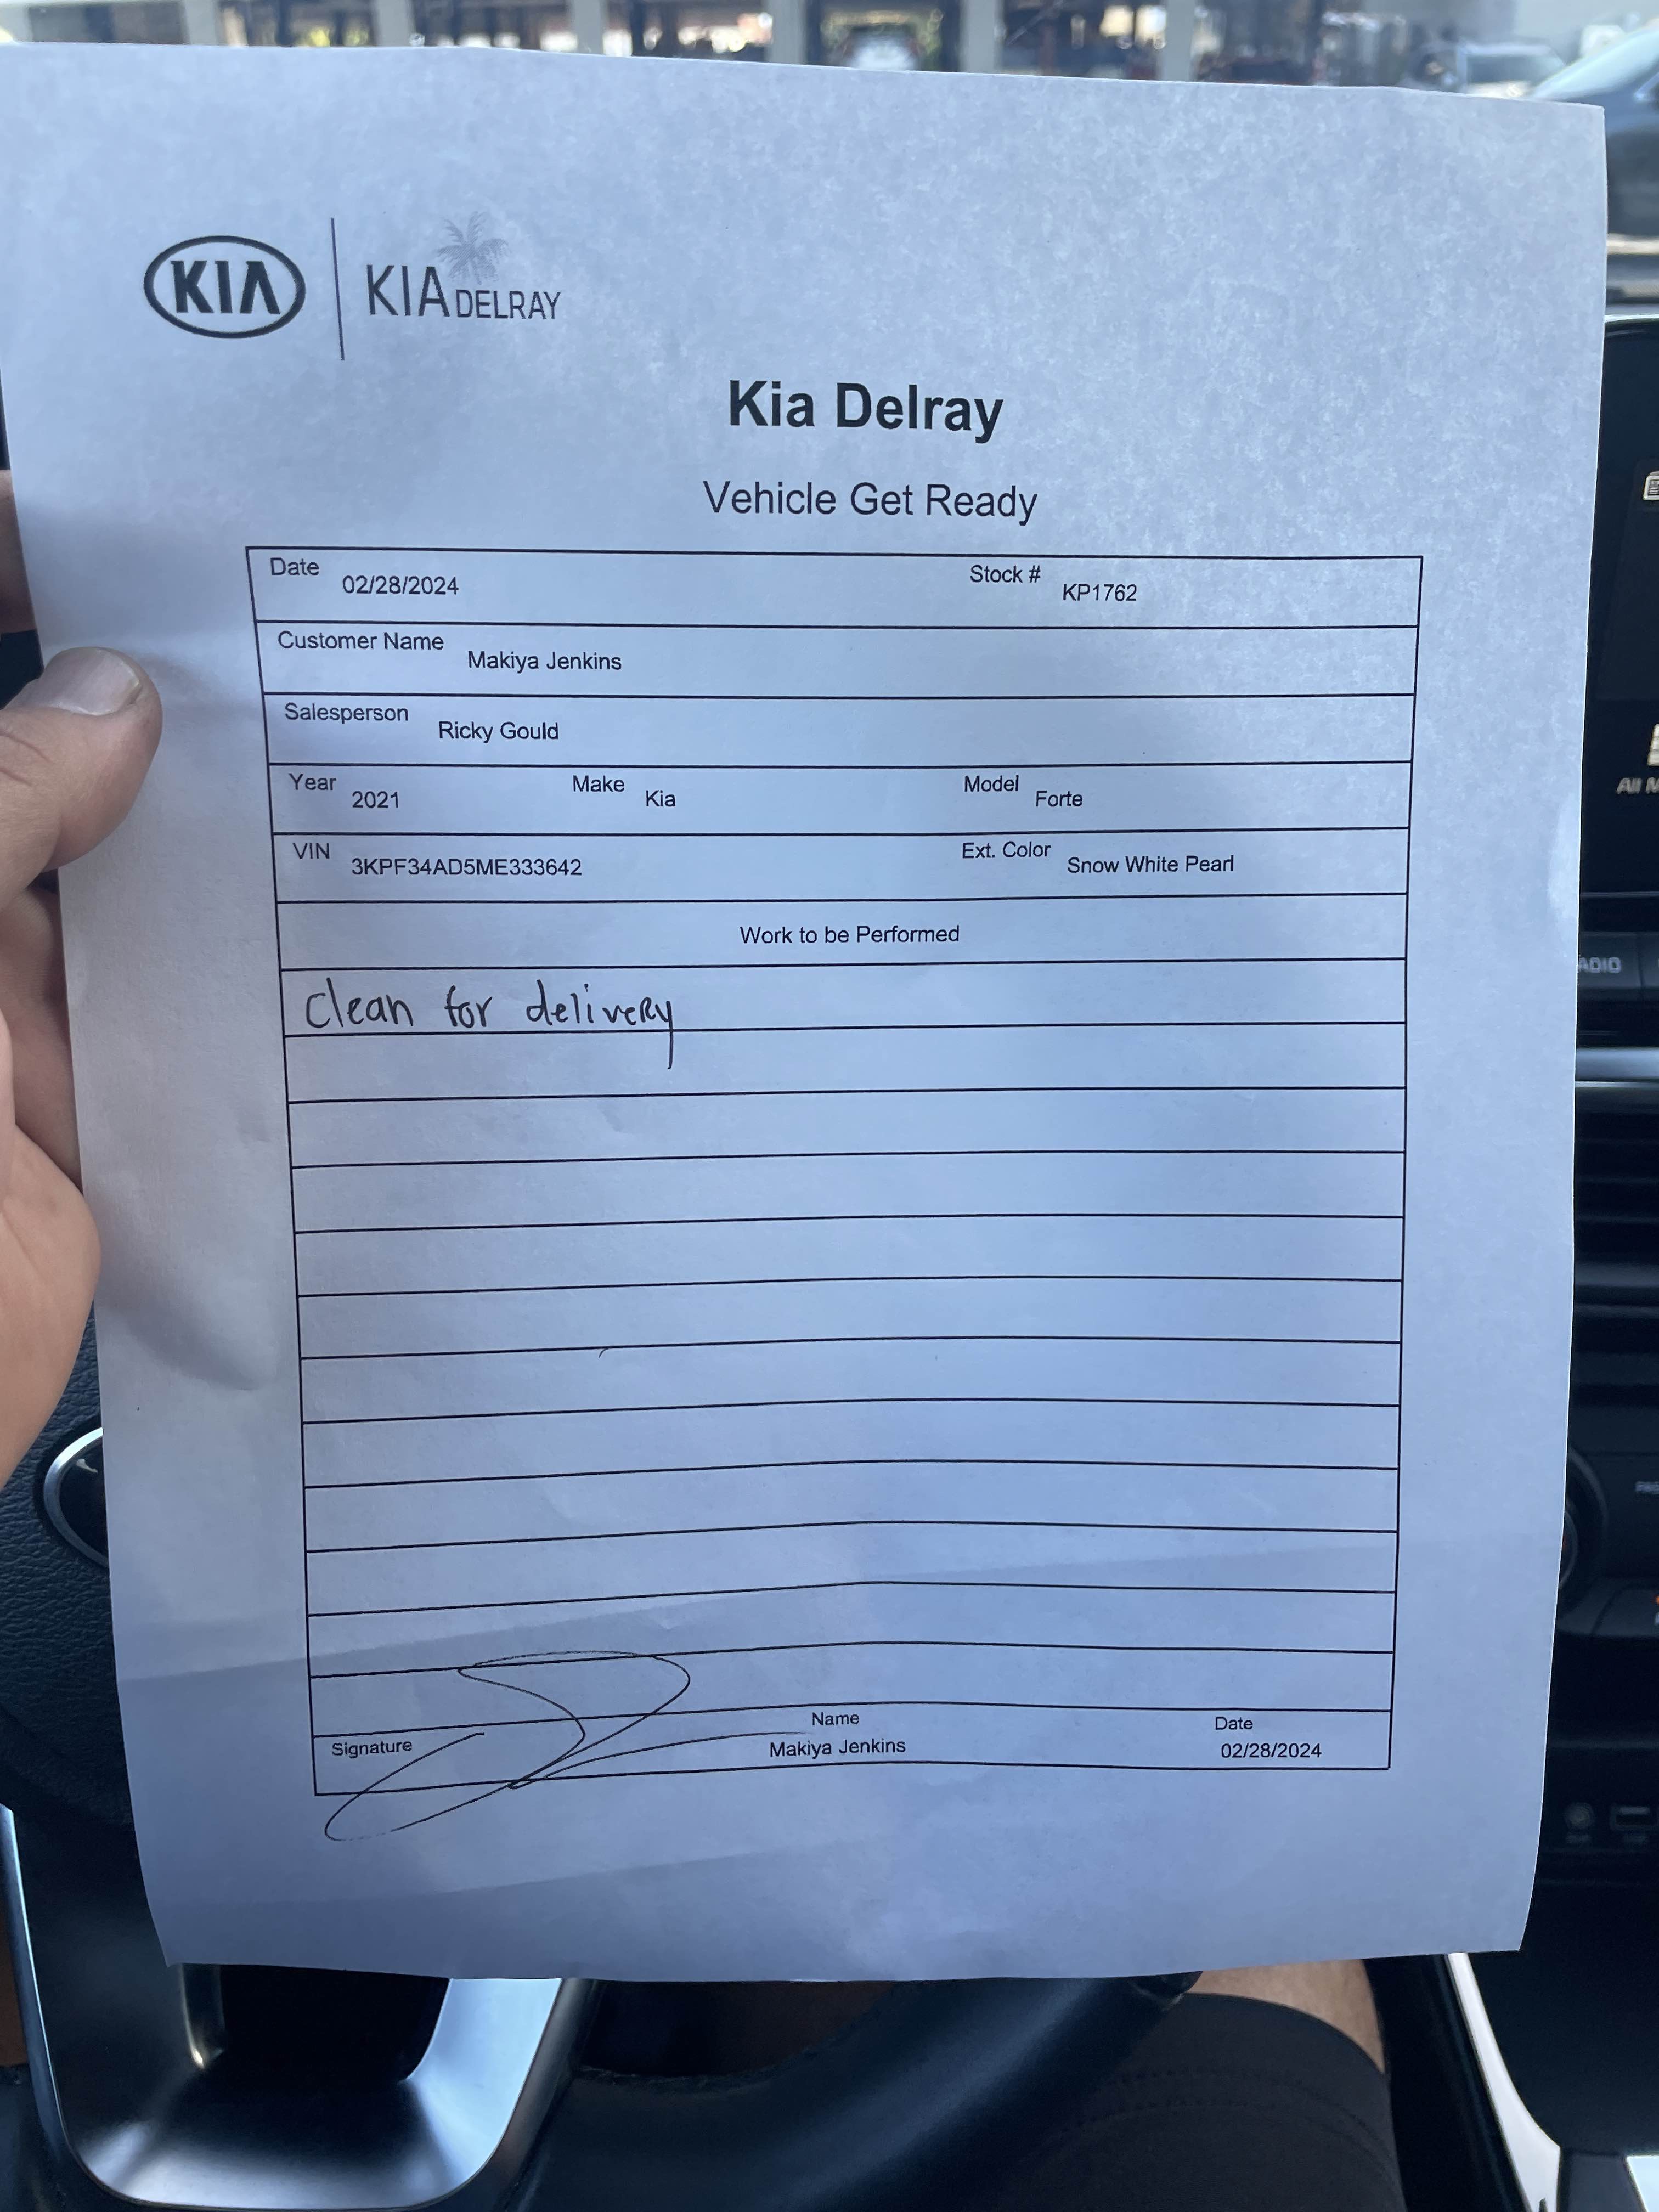 KIA KIA DELRAY
Kia Delray
Vehicle Get Ready
Date 02/28/2024 Stock # KP1762
Customer Name Makiya Jenkins
Salesperson Ricky Gould
Year 2021 Make Kia Model Forte
VIN 3KPF34AD5ME333642 Ext. Color Snow White Pearl
Work to be Performed
Clean for delivery
Name Date
Signature Makiya Jenkins 02/28/2024
All
ADIO